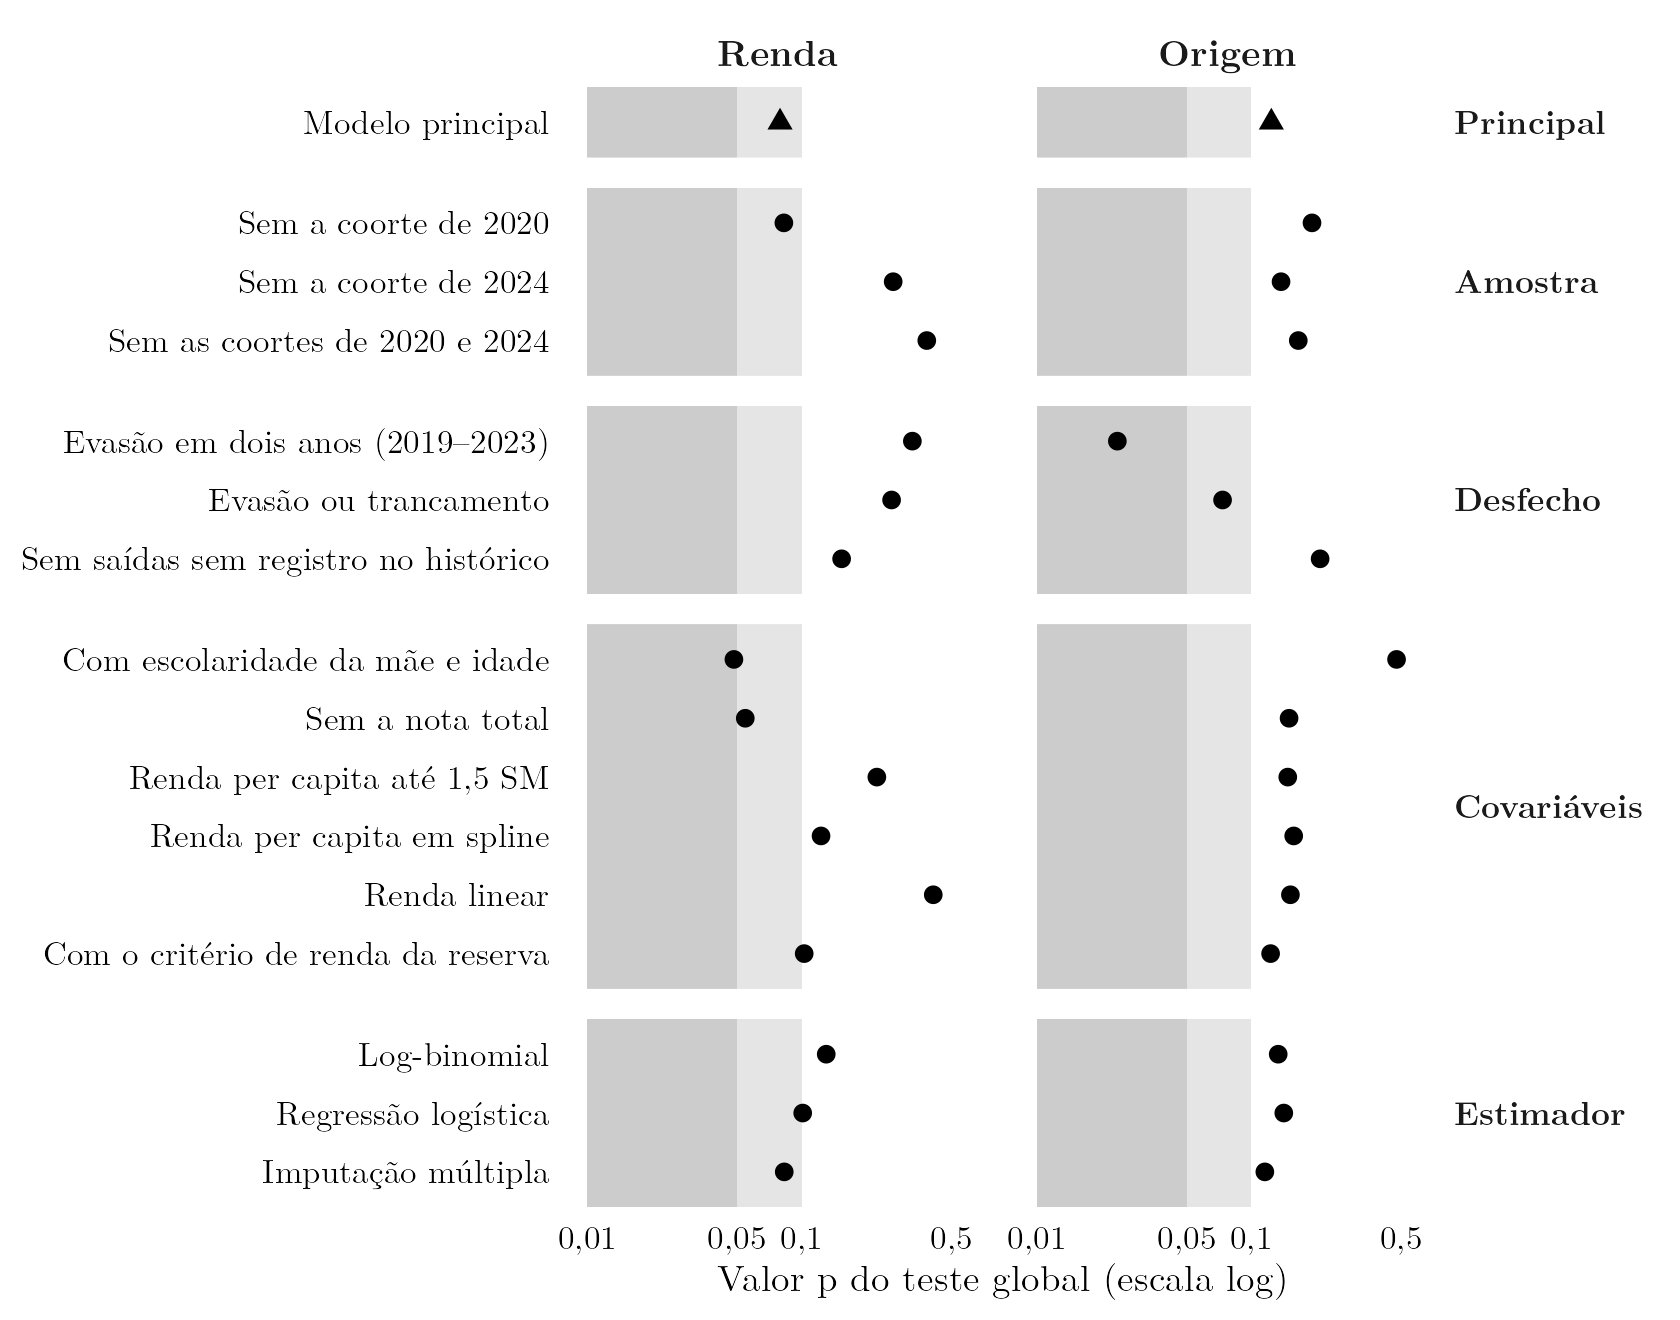 Renda Origem
Modelo principal Principal
Sem a coorte de 2020
Sem a coorte de 2024 Amostra
Sem as coortes de 2020 e 2024
Evasão em dois anos (2019–2023)
Evasão ou trancamento Desfecho
Sem saídas sem registro no histórico
Com escolaridade da mãe e idade
Sem a nota total
Renda per capita até 1,5 SM
Covariáveis
Renda per capita em spline
Renda linear
Com o critério de renda da reserva
Log-binomial
Regressão logística Estimador
Imputação múltipla
0,01 0,05 0,1 0,5 0,01 0,05 0,1 0,5
Valor p do teste global (escala log)